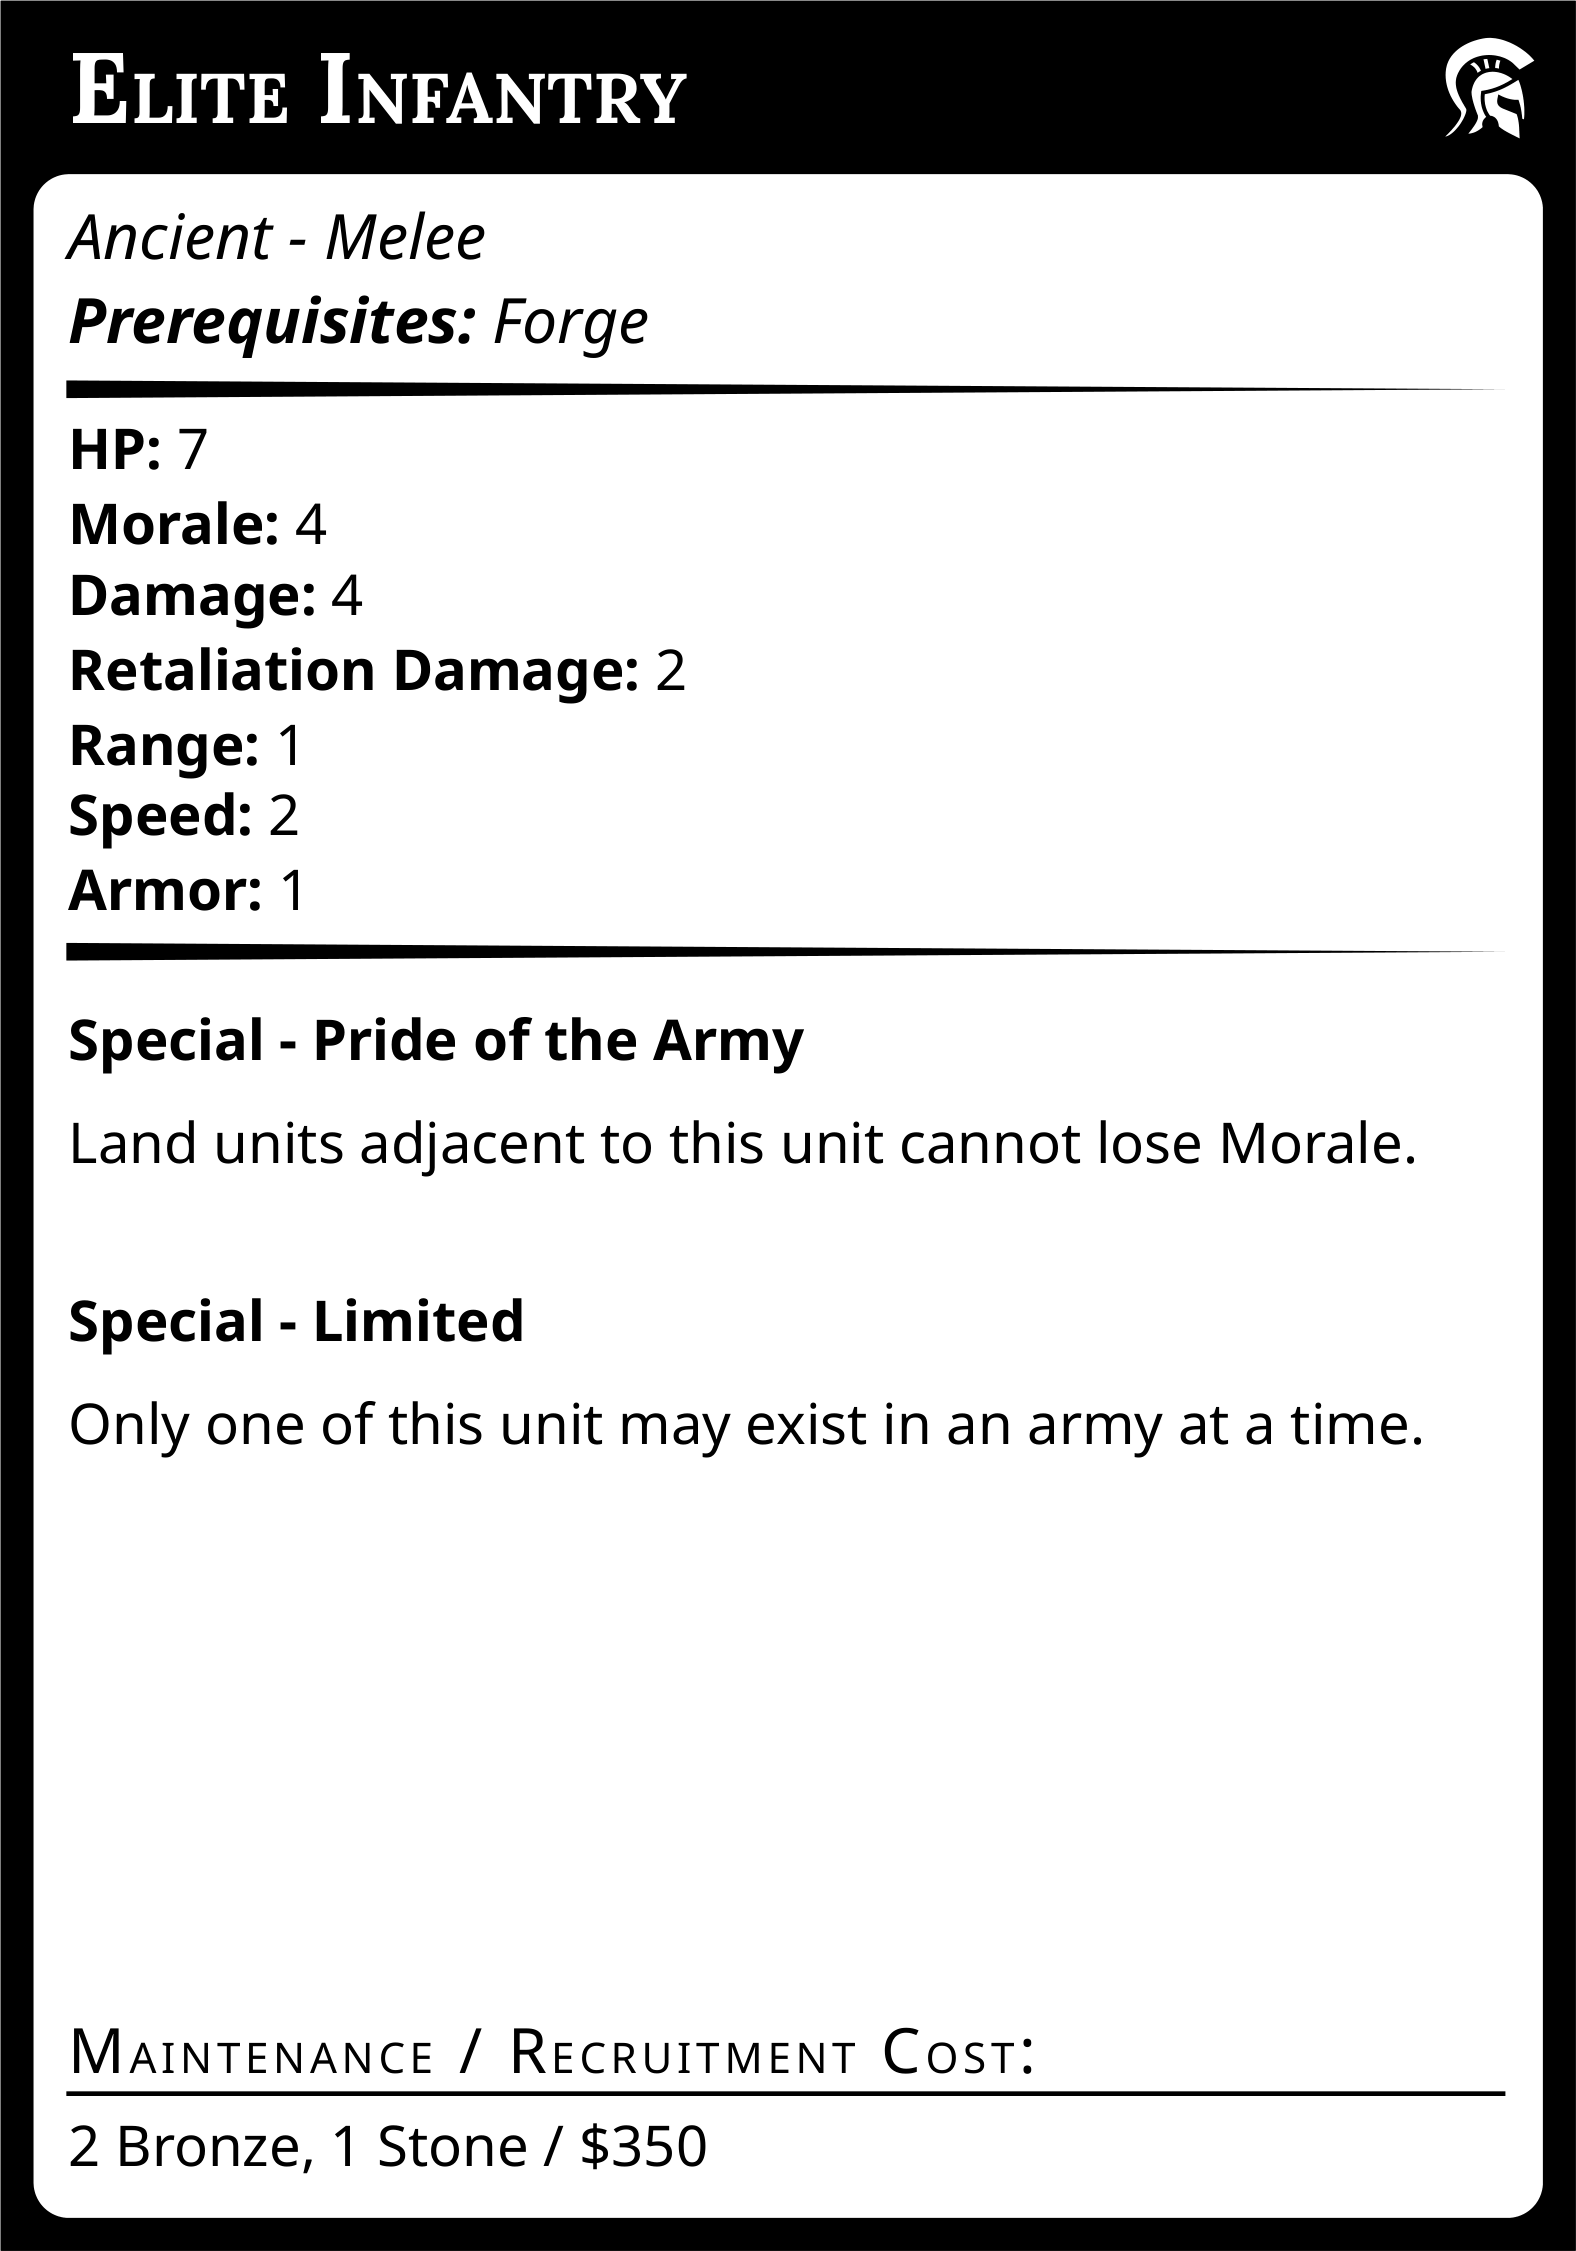 Elite Infantry
Ancient - Melee
Prerequisites: Forge
HP: 7
Morale: 4
Damage: 4
Retaliation Damage: 2
Range: 1
Speed: 2
Armor: 1
Special - Pride of the Army
Land units adjacent to this unit cannot lose Morale.
Special - Limited
Only one of this unit may exist in an army at a time.
Maintenance / Recruitment Cost:
2 Bronze, 1 Stone / $350